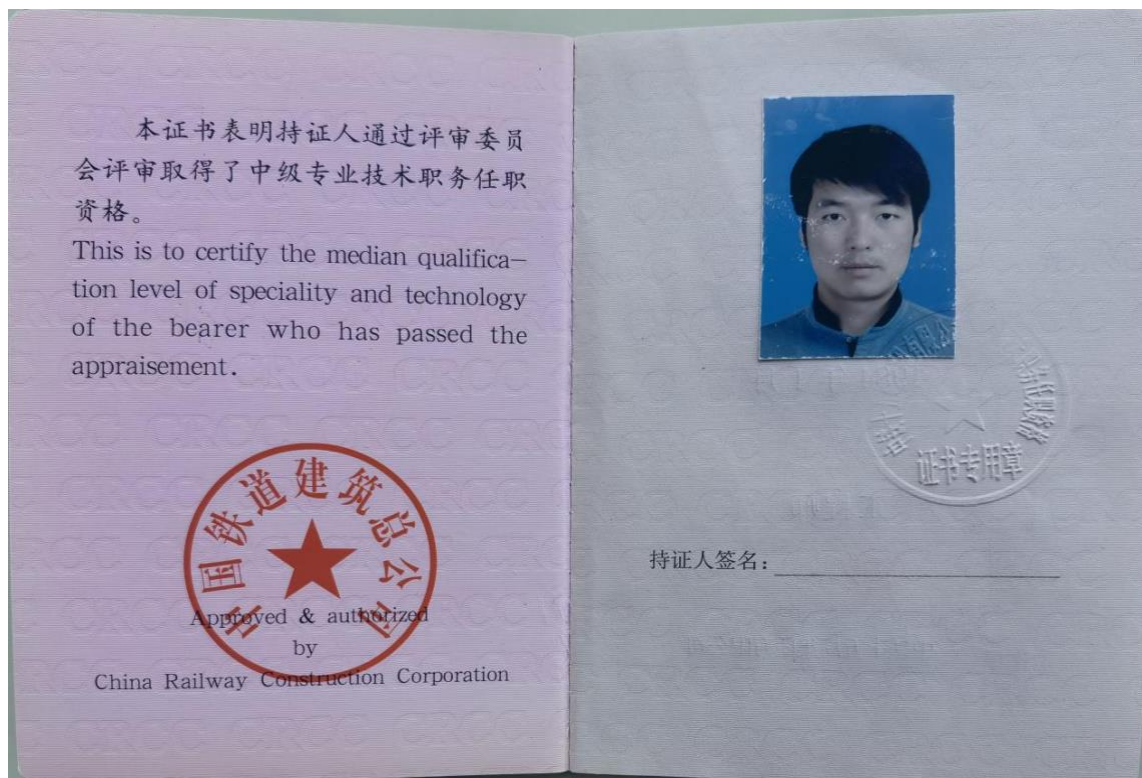 本证书表明持证人通过评审委员
会评审取得了中级专业技术职务任职
资格。
This is to certify the median qualifica-
tion level of speciality and technology
of the bearer who has passed the
appraisement.
中国铁道建筑总公司
Approved & authorized
by
China Railway Construction Corporation
证书专用章
持证人签名:
CRCC CRCC CRCC